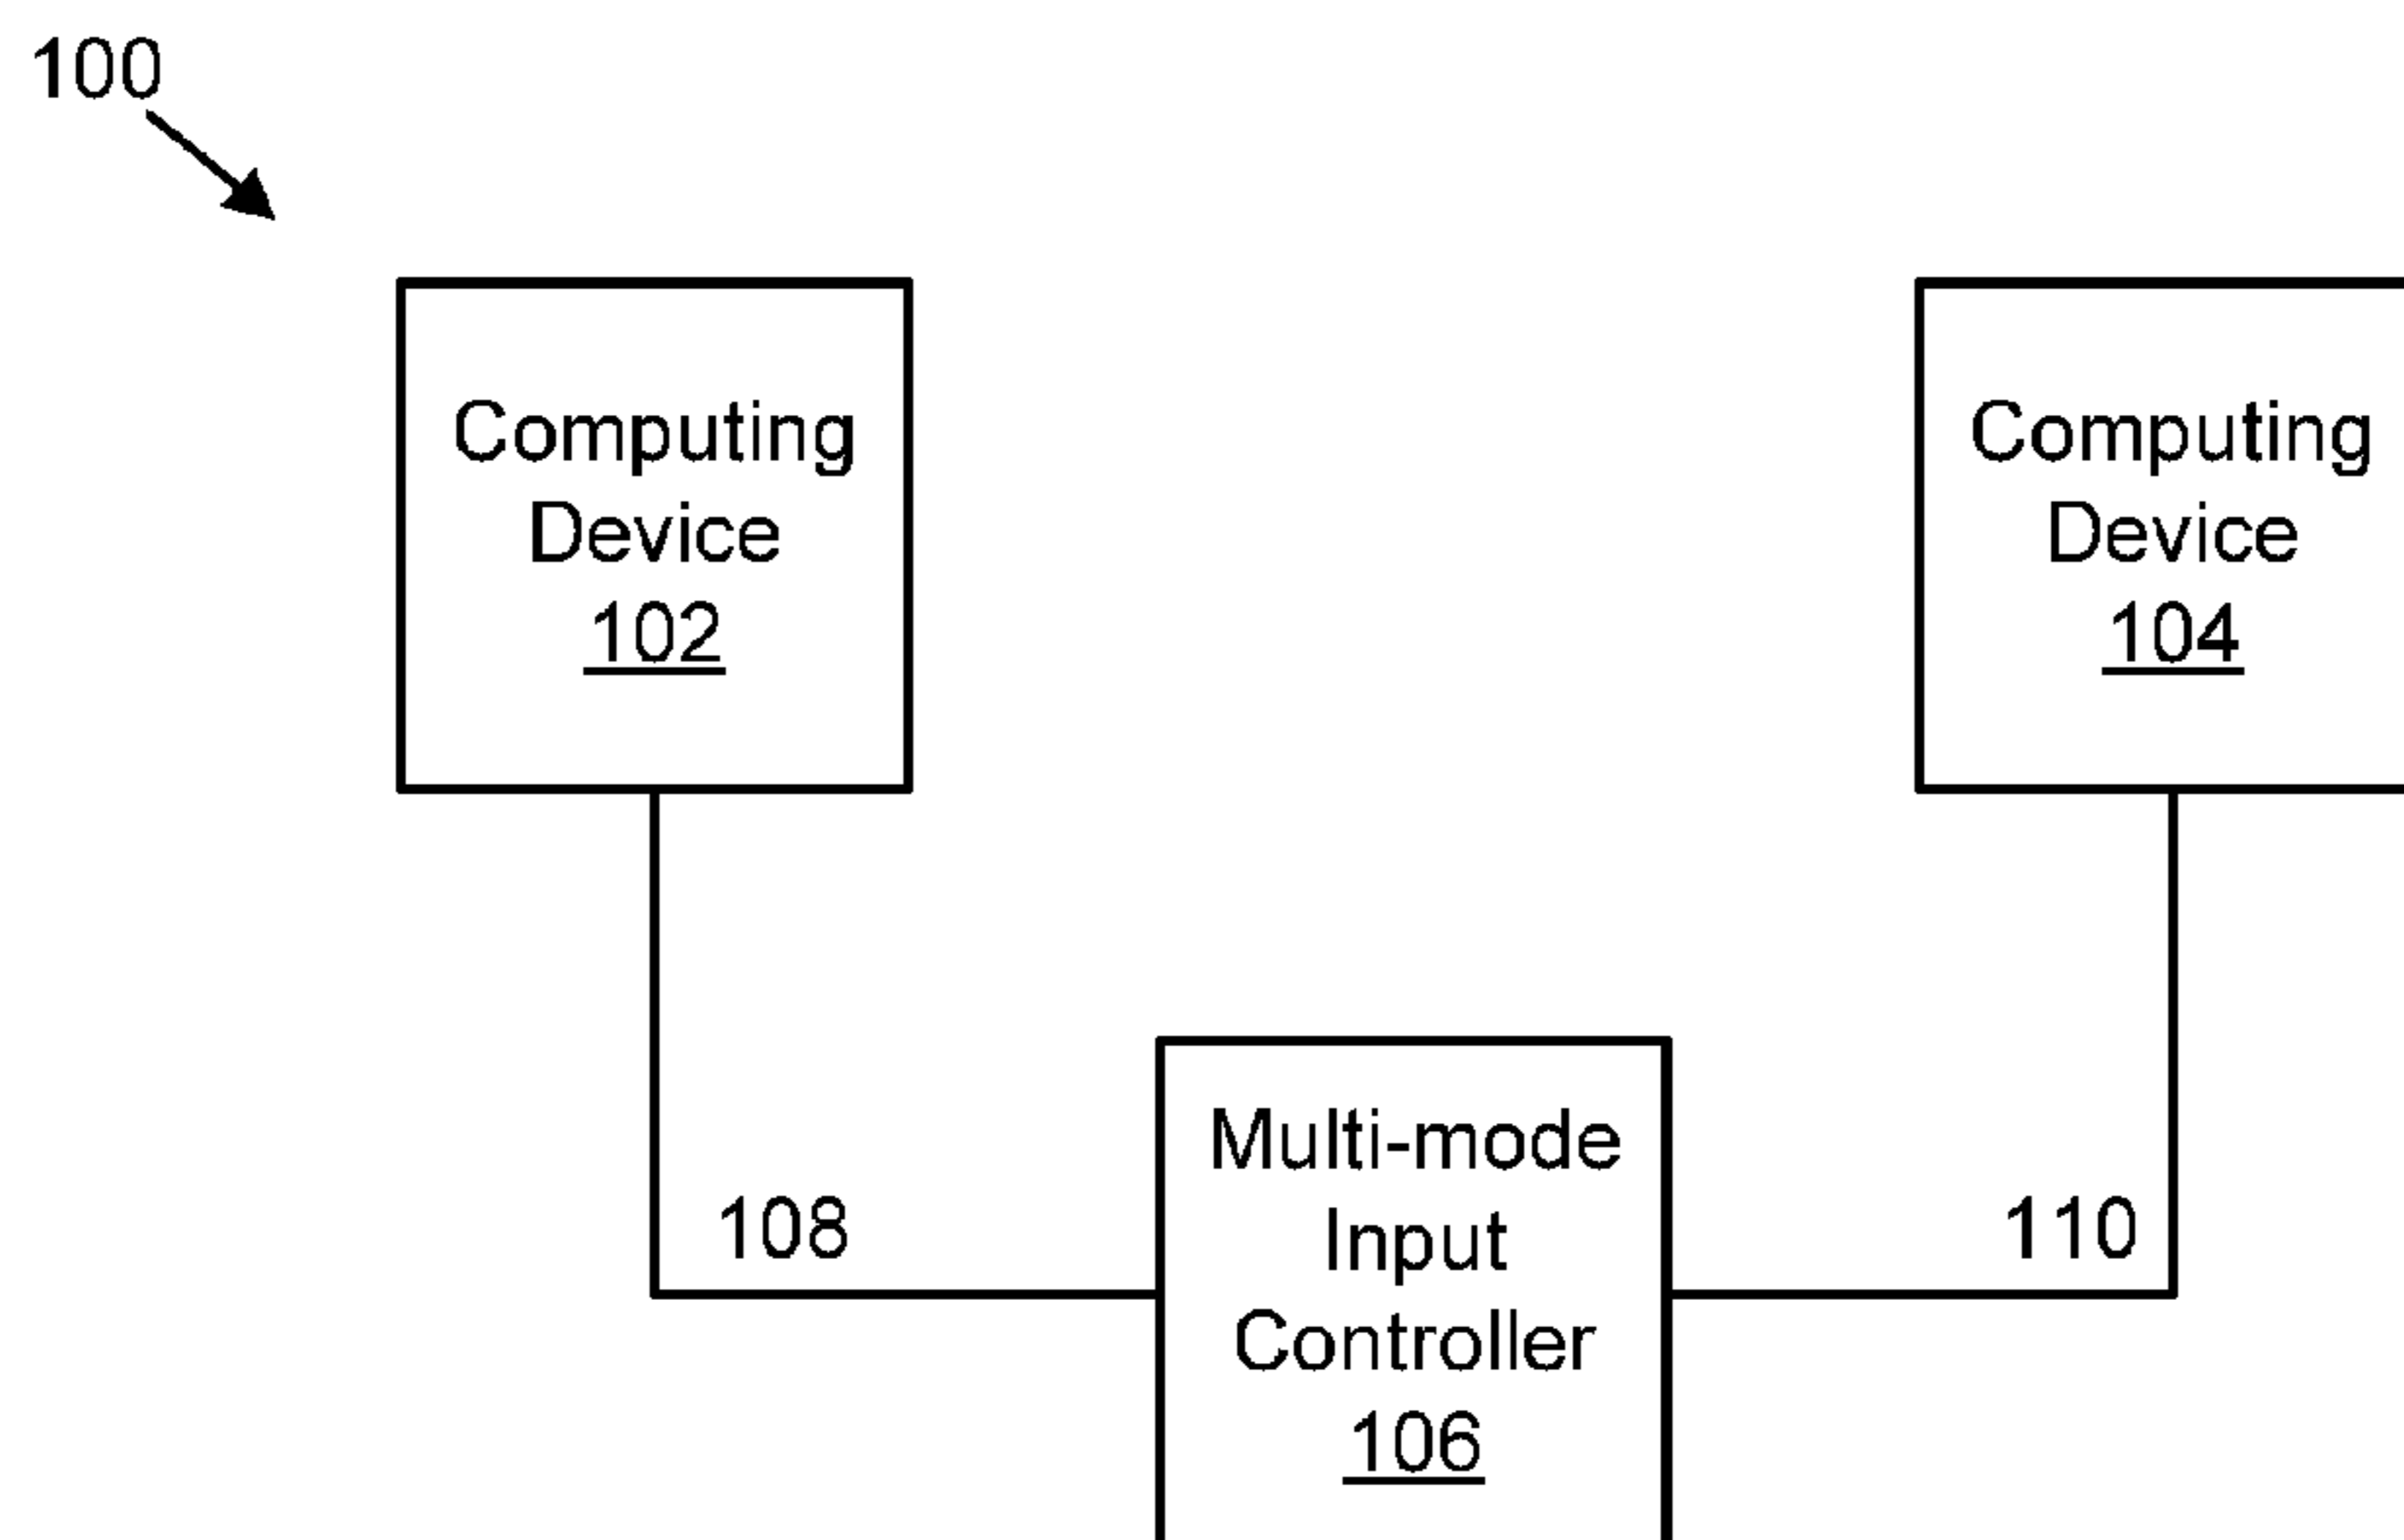 100
Computing
Device
102
Computing
Device
104
108
Multi-mode
Input
Controller
106
110